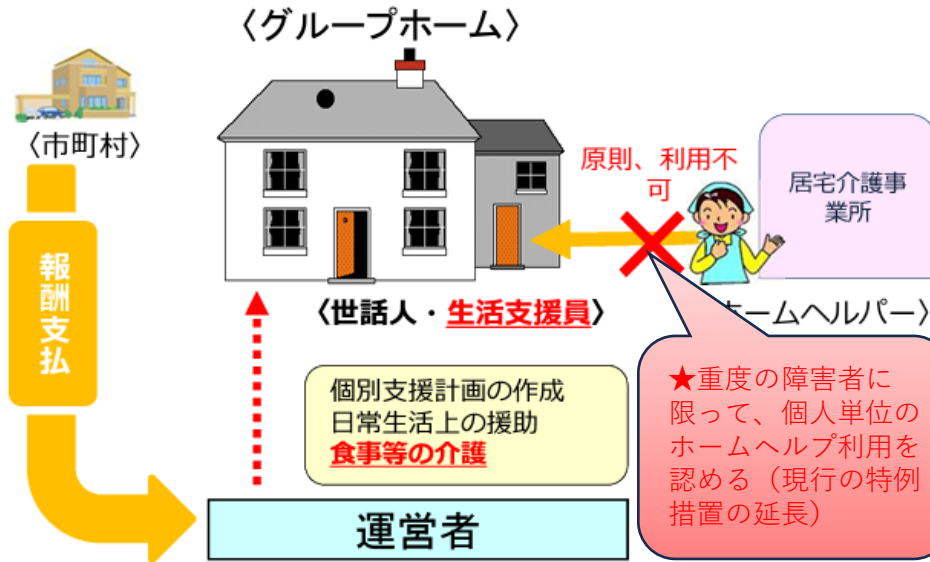 〈グループホーム〉
〈市町村〉
報酬支払
原則、利用不
可
居宅介護事
業所
〈世話人・生活支援員〉
ームヘルパー〉
個別支援計画の作成
日常生活上の援助
食事等の介護
★重度の障害者に
限って、個人単位の
ホームヘルプ利用を
認める（現行の特例
措置の延長）
運営者